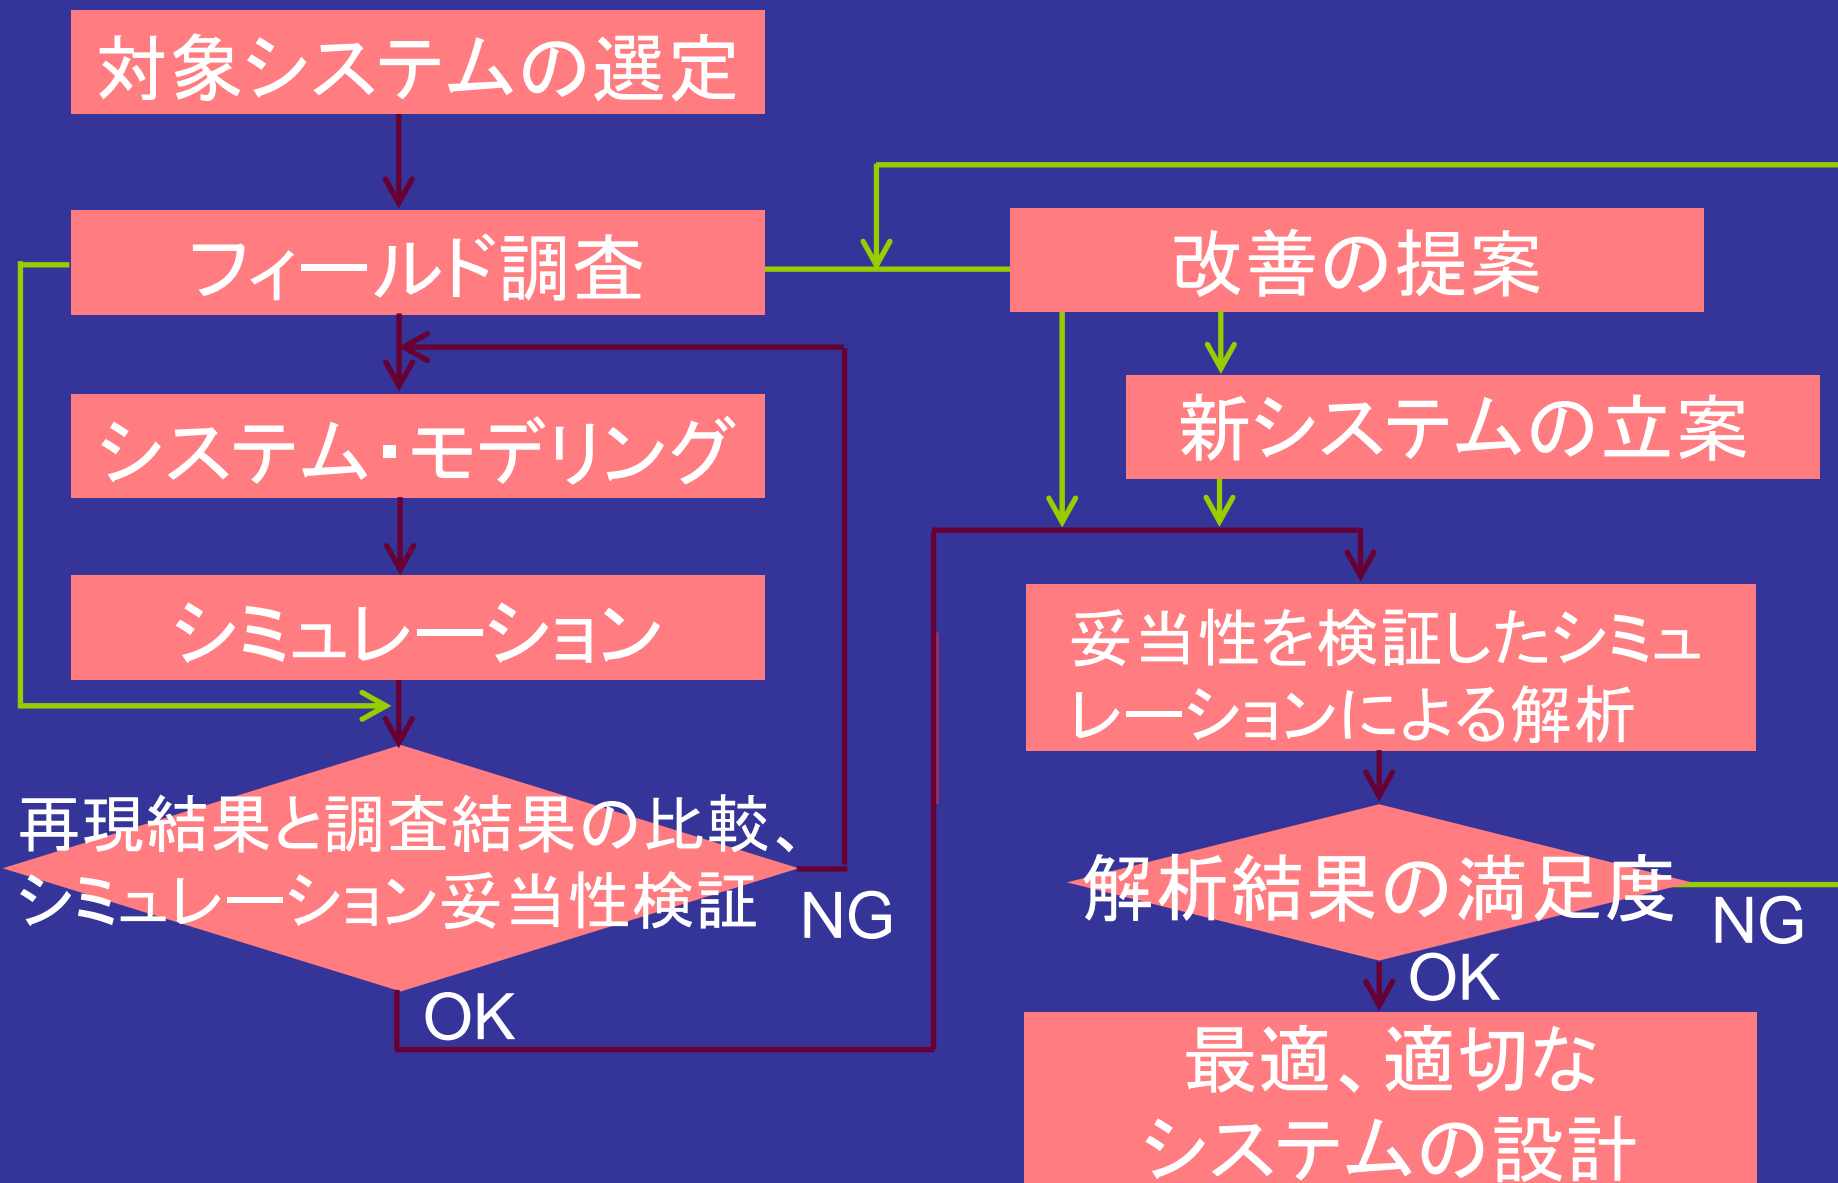 対象システムの選定
フィールド調査
システム・モデリング
シミュレーション
再現結果と調査結果の比較、
シミュレーション妥当性検証
NG
OK
改善の提案
新システムの立案
妥当性を検証したシミュ
レーションによる解析
解析結果の満足度
NG
OK
最適、適切な
システムの設計